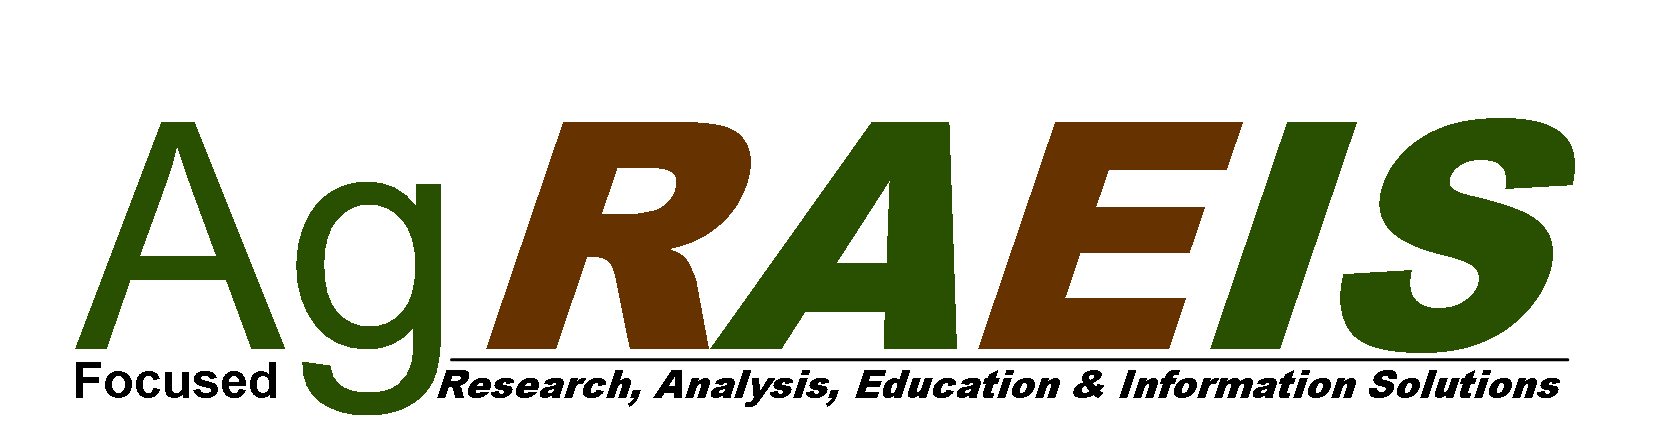 AgRAEIS
Focused Research, Analysis, Education & Information Solutions